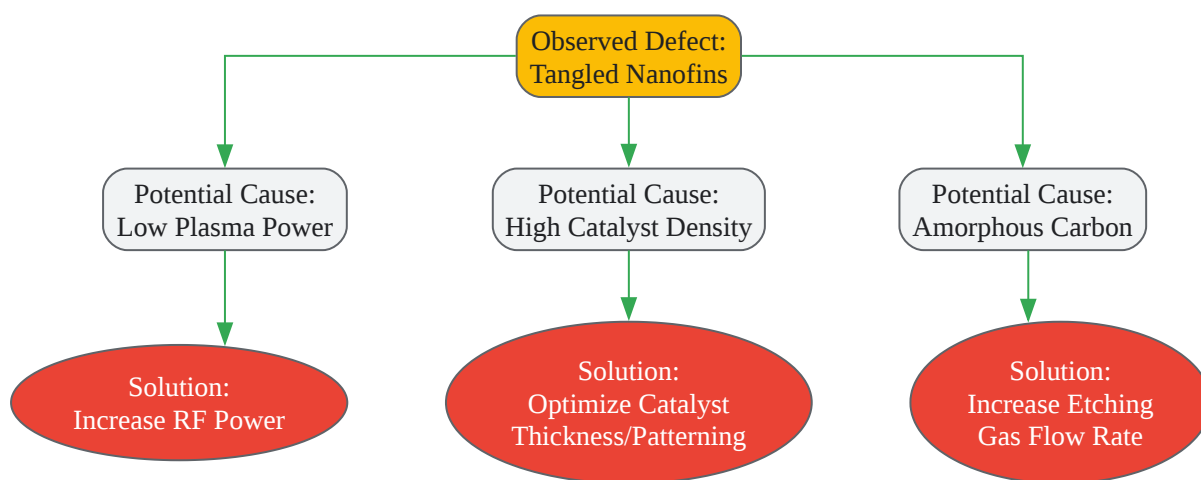 Observed Defect:
Tangled Nanofins
Potential Cause:
Low Plasma Power
Potential Cause:
High Catalyst Density
Potential Cause:
Amorphous Carbon
Solution:
Increase RF Power
Solution:
Optimize Catalyst
Thickness/Patterning
Solution:
Increase Etching
Gas Flow Rate